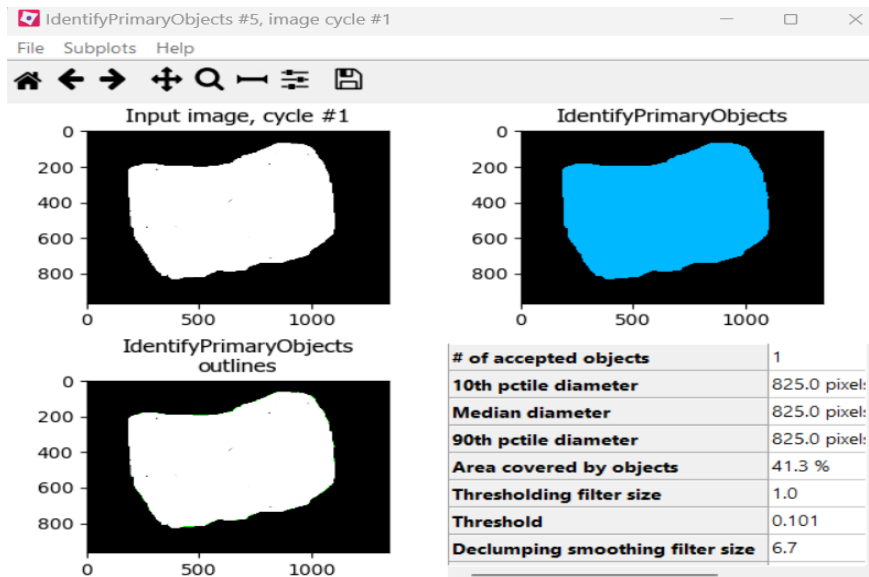 IdentifyPrimaryObjects #5, image cycle #1
File Subplots Help
Input image, cycle #1
0
200
400
600
800
0 500 1000
IdentifyPrimaryObjects
0
200
400
600
800
0 500 1000
IdentifyPrimaryObjects
outlines
0
200
400
600
800
0 500 1000
# of accepted objects 1
10th pctile diameter 825.0 pixel
Median diameter 825.0 pixel
90th pctile diameter 825.0 pixels
Area covered by objects 41.3 %
Thresholding filter size 1.0
Threshold 0.101
Declumping smoothing filter size 6.7